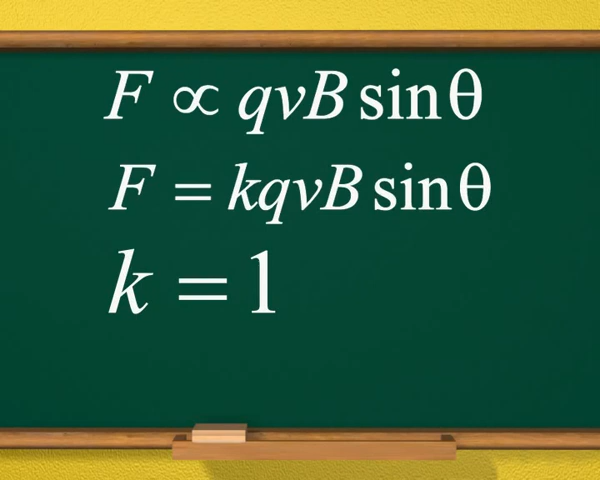 F ∝ qvB sinθ
F = kqvB sinθ
k = 1